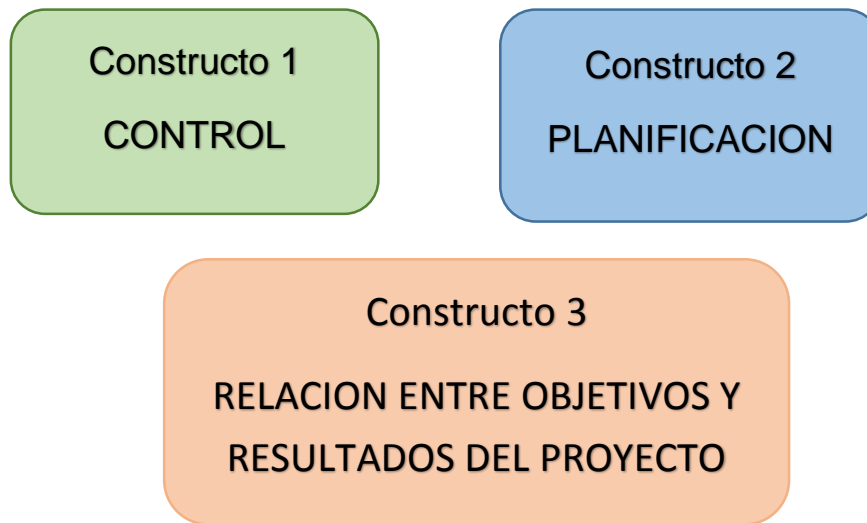 Constructo 1
CONTROL
Constructo 2
PLANIFICACION
Constructo 3
RELACION ENTRE OBJETIVOS Y
RESULTADOS DEL PROYECTO